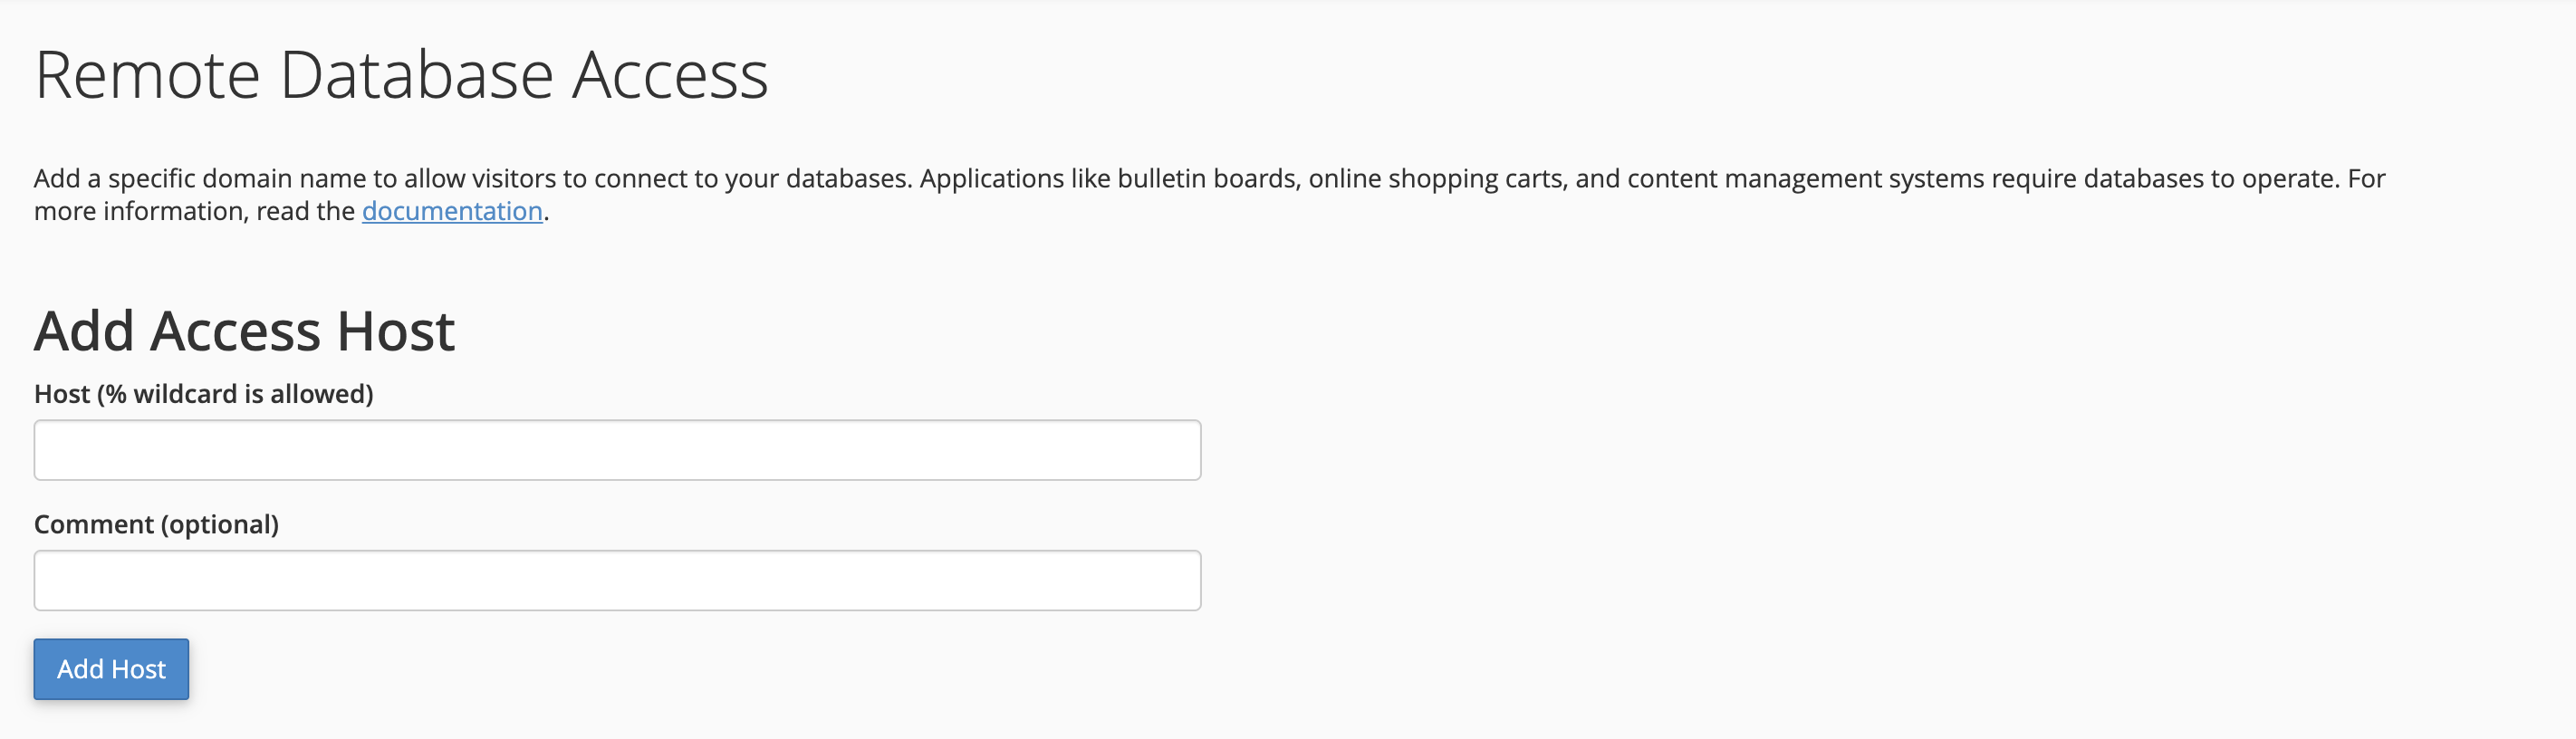 Remote Database Access
Add a specific domain name to allow visitors to connect to your databases. Applications like bulletin boards, online shopping carts, and content management systems require databases to operate. For
more information, read the documentation.
Add Access Host
Host (% wildcard is allowed)
Comment (optional)
Add Host